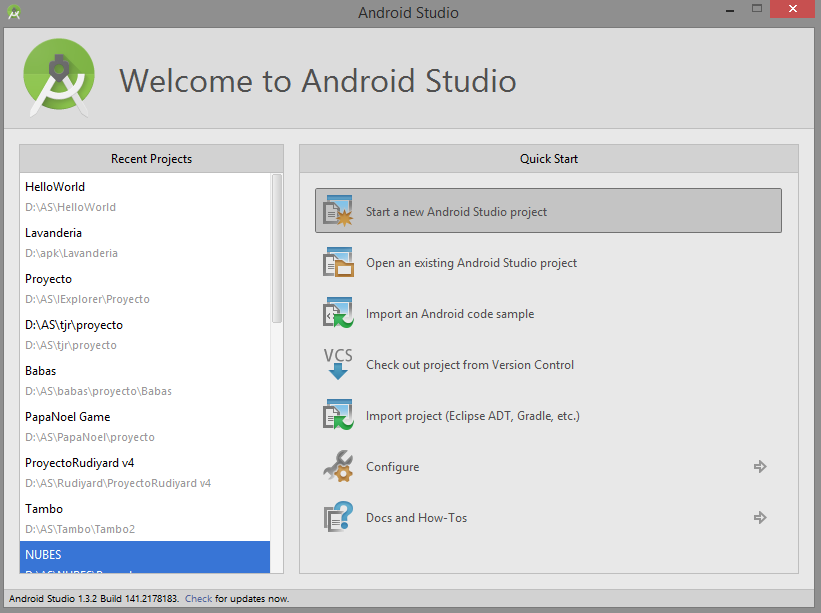 Android Studio
Welcome to Android Studio
Recent Projects
HelloWorld
D:\AS\HelloWorld
Lavanderia
D:\apk\Lavanderia
Proyecto
D:\AS\IExplorer\Proyecto
D:\AS\tjr\proyecto
D:\AS\tjr\proyecto
Babas
D:\AS\babas\proyecto\Babas
PapaNoel Game
D:\AS\PapaNoel\proyecto
ProyectoRudiyard v4
D:\AS\Rudiyard\ProyectoRudiyard v4
Tambo
D:\AS\Tambo\Tambo2
NUBES
Quick Start
Start a new Android Studio project
Open an existing Android Studio project
Import an Android code sample
VCS
Check out project from Version Control
Import project (Eclipse ADT, Gradle, etc.)
Configure
Docs and How-Tos
Android Studio 1.3.2 Build 141.2178183. Check for updates now.